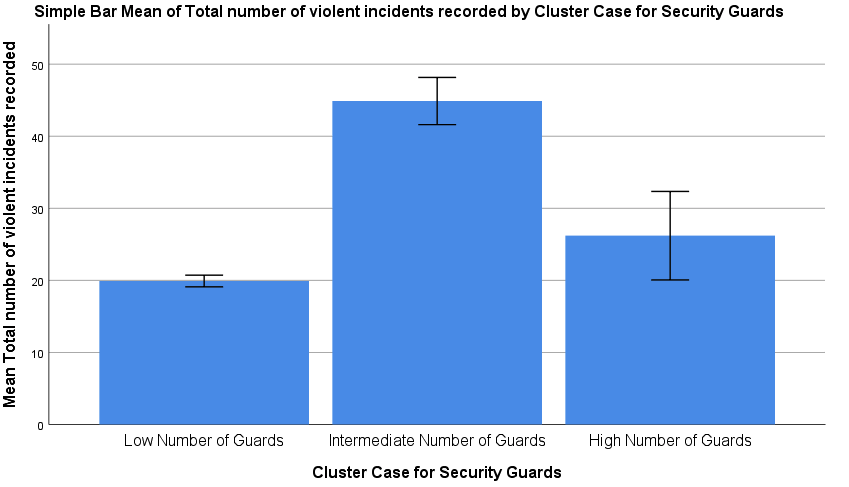 Simple Bar Mean of Total number of violent incidents recorded by Cluster Case for Security Guards
Mean Total number of violent incidents recorded
50
40
30
20
10
0
Low Number of Guards
Intermediate Number of Guards
High Number of Guards
Cluster Case for Security Guards